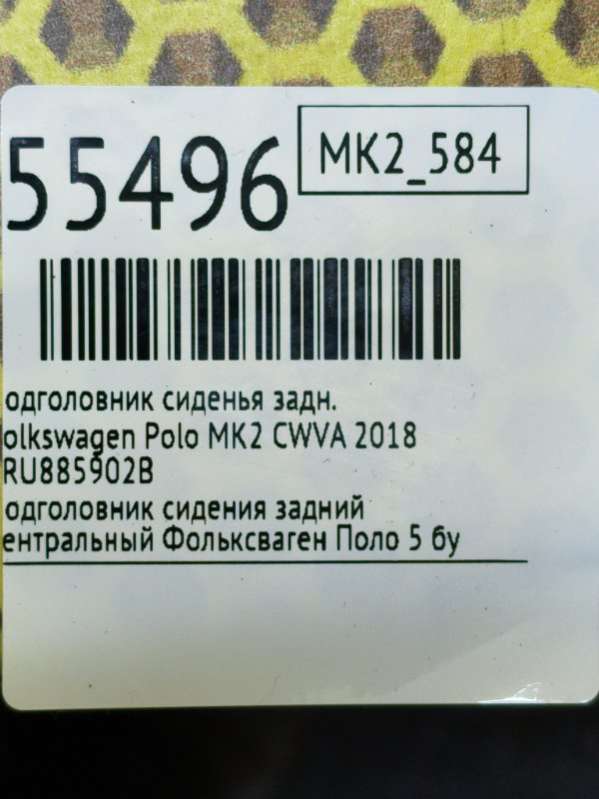 55496
MK2_584
одголовник сиденья задн.
olkswagen Polo MK2 CWVA 2018
RU885902B
одголовник сидения задний
ентральный Фольксваген Поло 5 бу